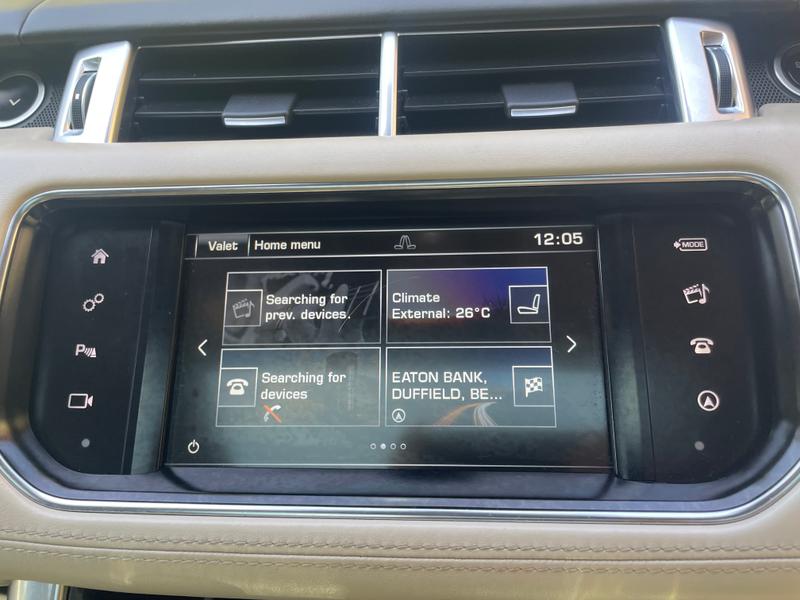 Valet Home menu 12:05
MODE
Searching for
prev. devices.
Climate
External: 26°C
P
Searching for
devices
EATON BANK,
DUFFIELD, BE...